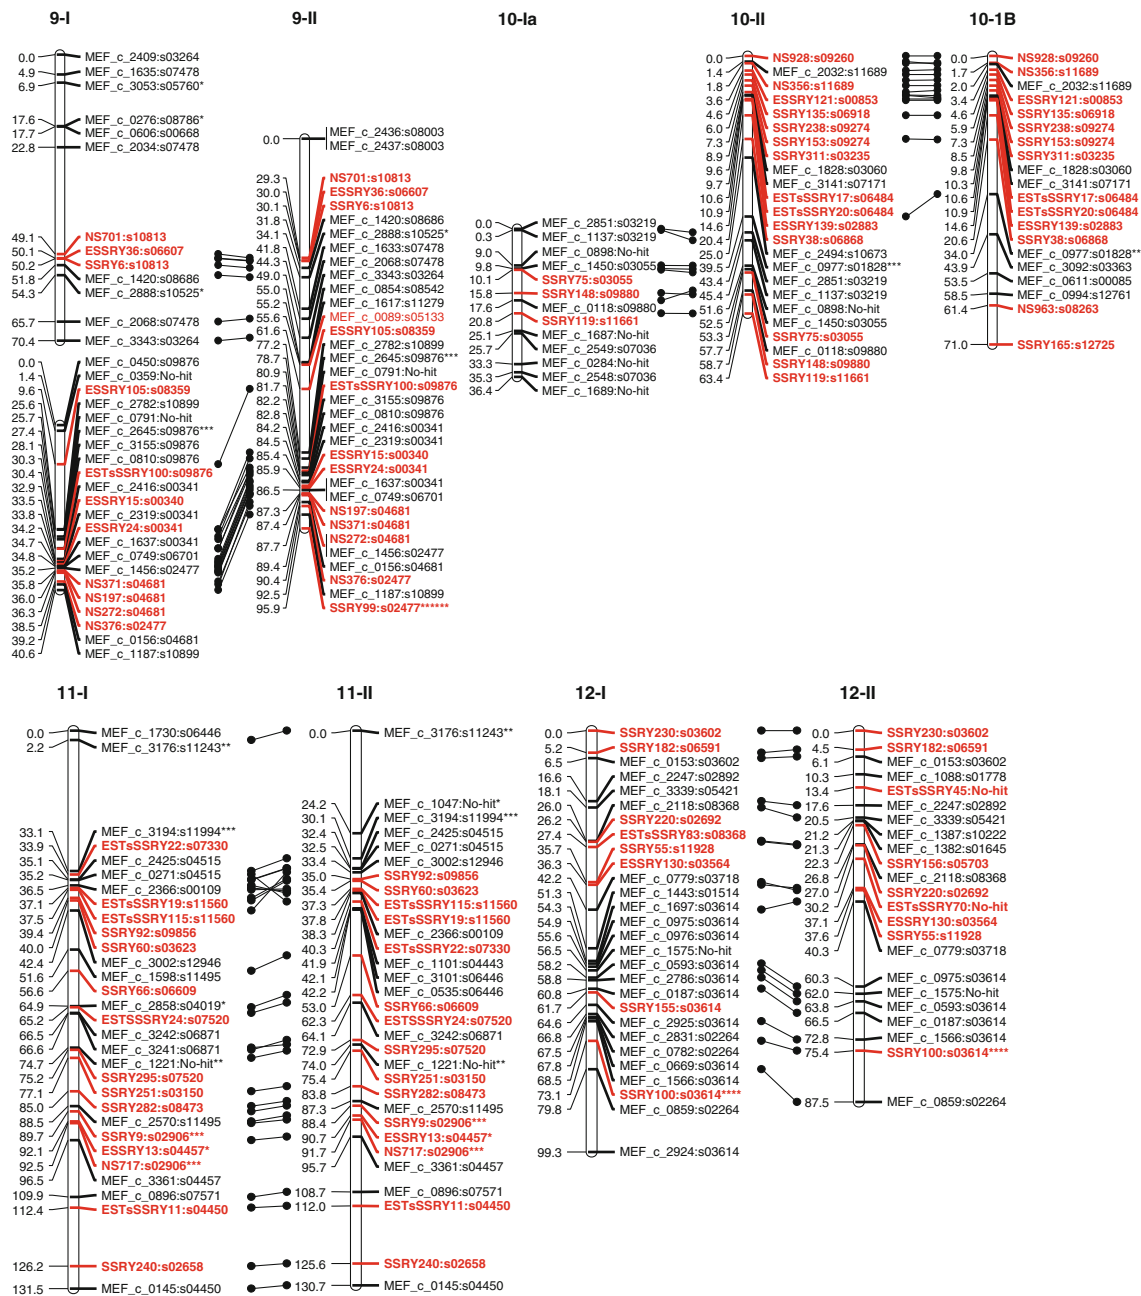 9-I
0.0 MEF_c_2409:s03264
4.9 MEF_c_1635:s07478
6.9 MEF_c_3053:s05760*
17.6 MEF_c_0276:s08786*
17.7 MEF_c_0606:s00668
22.8 MEF_c_2034:s07478
49.1 NS701:s10813
50.1 ESSRY36:s06607
50.2 SSRY6:s10813
51.8 MEF_c_1420:s08686
54.3 MEF_c_2888:s10525*
65.7 MEF_c_2068:s07478
70.4 MEF_c_3343:s03264
0.0 MEF_c_0450:s09876
1.4 MEF_c_0359:No-hit
9.6 ESSRY105:s08359
25.6 MEF_c_2782:s10899
25.7 MEF_c_0791:No-hit
27.4 MEF_c_2645:s09876***
28.1 MEF_c_3155:s09876
30.3 MEF_c_0810:s09876
30.4 ESTsSSRY100:s09876
32.9 MEF_c_2416:s00341
33.5 ESSRY15:s00340
33.8 MEF_c_2319:s00341
34.2 ESSRY24:s00341
34.7 MEF_c_1637:s00341
34.8 MEF_c_0749:s06701
35.2 MEF_c_1456:s02477
35.8 NS371:s04681
36.0 NS197:s04681
36.3 NS272:s04681
38.5 NS376:s02477
39.2 MEF_c_0156:s04681
40.6 MEF_c_1187:s10899
9-II
0.0 MEF_c_2436:s08003
MEF_c_2437:s08003
29.3 NS701:s10813
30.0 ESSRY36:s06607
30.1 SSRY6:s10813
31.8 MEF_c_1420:s08686
34.1 MEF_c_2888:s10525*
41.8 MEF_c_1633:s07478
44.3 MEF_c_2068:s07478
49.0 MEF_c_3343:s03264
55.0 MEF_c_0854:s08542
55.2 MEF_c_1617:s11279
55.6 MEF_c_0089:s05133
61.6 ESSRY105:s08359
77.2 MEF_c_2782:s10899
78.7 MEF_c_2645:s09876***
80.9 MEF_c_0791:No-hit
81.7 ESTsSSRY100:s09876
82.2 MEF_c_3155:s09876
82.8 MEF_c_0810:s09876
84.2 MEF_c_2416:s00341
84.5 MEF_c_2319:s00341
85.4 ESSRY15:s00340
85.9 ESSRY24:s00341
86.5 MEF_c_1637:s00341
MEF_c_0749:s06701
87.3 NS197:s04681
87.4 NS371:s04681
87.7 NS272:s04681
MEF_c_1456:s02477
89.4 MEF_c_0156:s04681
90.4 NS376:s02477
92.5 MEF_c_1187:s10899
95.9 SSRY99:s02477******
10-Ia
0.0 MEF_c_2851:s03219
0.3 MEF_c_1137:s03219
9.0 MEF_c_0898:No-hit
9.8 MEF_c_1450:s03055
10.1 SSRY75:s03055
15.8 SSRY148:s09880
17.6 MEF_c_0118:s09880
20.8 SSRY119:s11661
25.1 MEF_c_1687:No-hit
25.7 MEF_c_2549:s07036
33.3 MEF_c_0284:No-hit
35.3 MEF_c_2548:s07036
36.4 MEF_c_1689:No-hit
10-II
0.0 NS928:s09260
1.4 MEF_c_2032:s11689
1.8 NS356:s11689
3.6 ESSRY121:s00853
4.6 SSRY135:s06918
6.0 SSRY238:s09274
7.3 SSRY153:s09274
8.9 SSRY311:s03235
9.6 MEF_c_1828:s03060
9.7 MEF_c_3141:s07171
10.6 ESTsSSRY17:s06484
10.9 ESTsSSRY20:s06484
14.6 ESSRY139:s02883
20.4 SSRY38:s06868
25.0 MEF_c_2494:s10673
39.5 MEF_c_0977:s01828***
43.4 MEF_c_2851:s03219
45.4 MEF_c_1137:s03219
51.6 MEF_c_0898:No-hit
52.5 MEF_c_1450:s03055
53.3 SSRY75:s03055
57.7 MEF_c_0118:s09880
58.7 SSRY148:s09880
63.4 SSRY119:s11661
10-1B
0.0 NS928:s09260
1.7 NS356:s11689
2.0 MEF_c_2032:s11689
3.4 ESSRY121:s00853
4.6 SSRY135:s06918
5.9 SSRY238:s09274
7.3 SSRY153:s09274
8.5 SSRY311:s03235
9.8 MEF_c_1828:s03060
10.3 MEF_c_3141:s07171
10.6 ESTsSSRY17:s06484
10.9 ESTsSSRY20:s06484
14.6 ESSRY139:s02883
20.6 SSRY38:s06868
34.0 MEF_c_0977:s01828**
43.9 MEF_c_3092:s03363
53.5 MEF_c_0611:s00085
58.5 MEF_c_0994:s12761
61.4 NS963:s08263
71.0 SSRY165:s12725
11-I
0.0 MEF_c_1730:s06446
2.2 MEF_c_3176:s11243**
33.1 MEF_c_3194:s11994***
33.9 ESTsSSRY22:s07330
35.1 MEF_c_2425:s04515
35.2 MEF_c_0271:s04515
36.5 MEF_c_2366:s00109
37.1 ESTsSSRY19:s11560
37.5 ESTsSSRY115:s11560
39.4 SSRY92:s09856
40.0 SSRY60:s03623
42.4 MEF_c_3002:s12946
51.6 MEF_c_1598:s11495
56.6 SSRY66:s06609
64.9 MEF_c_2858:s04019*
65.2 ESTSSSRY24:s07520
66.5 MEF_c_3242:s06871
66.6 MEF_c_3241:s06871
74.7 MEF_c_1221:No-hit**
75.2 SSRY295:s07520
77.1 SSRY251:s03150
85.0 SSRY282:s08473
88.5 MEF_c_2570:s11495
89.7 SSRY9:s02906***
92.1 ESSRY13:s04457*
92.5 NS717:s02906***
96.5 MEF_c_3361:s04457
109.9 MEF_c_0896:s07571
112.4 ESTsSSRY11:s04450
126.2 SSRY240:s02658
131.5 MEF_c_0145:s04450
11-II
0.0 MEF_c_3176:s11243**
24.2 MEF_c_1047:No-hit*
30.1 MEF_c_3194:s11994***
32.4 MEF_c_2425:s04515
32.5 MEF_c_0271:s04515
33.4 MEF_c_3002:s12946
35.0 SSRY92:s09856
35.4 SSRY60:s03623
37.3 ESTsSSRY115:s11560
37.8 ESTsSSRY19:s11560
38.3 MEF_c_2366:s00109
40.3 ESTsSSRY22:s07330
41.9 MEF_c_1101:s04443
42.1 MEF_c_3101:s06446
42.2 MEF_c_0535:s06446
53.0 SSRY66:s06609
62.3 ESTSSSRY24:s07520
64.1 MEF_c_3242:s06871
72.9 SSRY295:s07520
74.0 MEF_c_1221:No-hit**
75.4 SSRY251:s03150
83.8 SSRY282:s08473
87.3 MEF_c_2570:s11495
88.4 SSRY9:s02906***
90.7 ESSRY13:s04457*
91.7 NS717:s02906***
95.7 MEF_c_3361:s04457
108.7 MEF_c_0896:s07571
112.0 ESTsSSRY11:s04450
125.6 SSRY240:s02658
130.7 MEF_c_0145:s04450
12-I
0.0 SSRY230:s03602
5.2 SSRY182:s06591
6.5 MEF_c_0153:s03602
16.6 MEF_c_2247:s02892
18.1 MEF_c_3339:s05421
26.0 MEF_c_2118:s08368
26.2 SSRY220:s02692
27.4 ESTsSSRY83:s08368
35.7 SSRY55:s11928
36.3 ESSRY130:s03564
42.2 MEF_c_0779:s03718
51.3 MEF_c_1443:s01514
54.3 MEF_c_1697:s03614
54.9 MEF_c_0975:s03614
55.6 MEF_c_0976:s03614
56.5 MEF_c_1575:No-hit
58.2 MEF_c_0593:s03614
58.8 MEF_c_2786:s03614
60.8 MEF_c_0187:s03614
61.7 SSRY155:s03614
64.6 MEF_c_2925:s03614
66.8 MEF_c_2831:s02264
67.5 MEF_c_0782:s02264
67.8 MEF_c_0669:s03614
68.5 MEF_c_1566:s03614
73.1 SSRY100:s03614****
79.8 MEF_c_0859:s02264
99.3 MEF_c_2924:s03614
12-II
0.0 SSRY230:s03602
4.5 SSRY182:s06591
6.1 MEF_c_0153:s03602
10.3 MEF_c_1088:s01778
13.4 ESTsSSRY45:No-hit
17.6 MEF_c_2247:s02892
20.5 MEF_c_3339:s05421
21.2 MEF_c_1387:s10222
21.3 MEF_c_1382:s01645
22.3 SSRY156:s05703
26.8 MEF_c_2118:s08368
27.0 SSRY220:s02692
30.2 ESTsSSRY70:No-hit
37.1 ESSRY130:s03564
37.6 SSRY55:s11928
40.3 MEF_c_0779:s03718
60.3 MEF_c_0975:s03614
62.0 MEF_c_1575:No-hit
63.8 MEF_c_0593:s03614
66.5 MEF_c_0187:s03614
72.8 MEF_c_1566:s03614
75.4 SSRY100:s03614****
87.5 MEF_c_0859:s02264